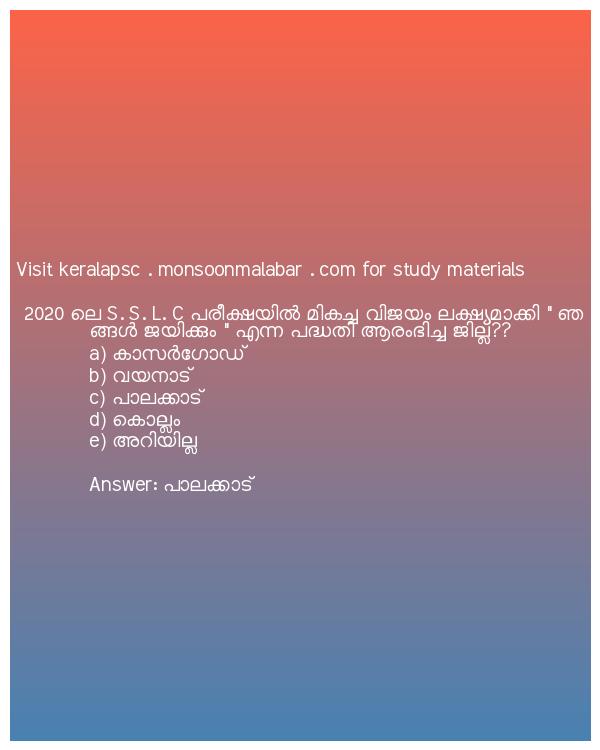 Visit keralapsc . monsoonmalabar . com for study materials
2020 ലെ S. S. L. C പരീക്ഷയിൽ മികച്ച വിജയം ലക്ഷ്യമാക്കി " ഞ
ങ്ങൾ ജയിക്കും " എന്ന പദ്ധതി ആരംഭിച്ച ജില്ല??
a) കാസർഗോഡ്
b) വയനാട്
c) പാലക്കാട്
d) കൊല്ലം
e) അറിയില്ല
Answer: പാലക്കാട്